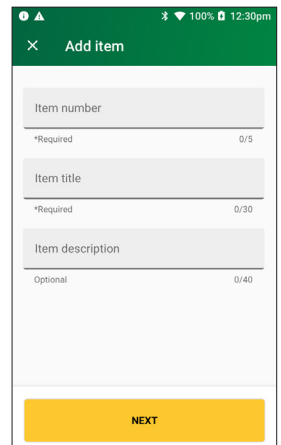 100% 12:30pm
× Add item
Item number
*Required 0/5
Item title
*Required 0/30
Item description
Optional 0/40
NEXT